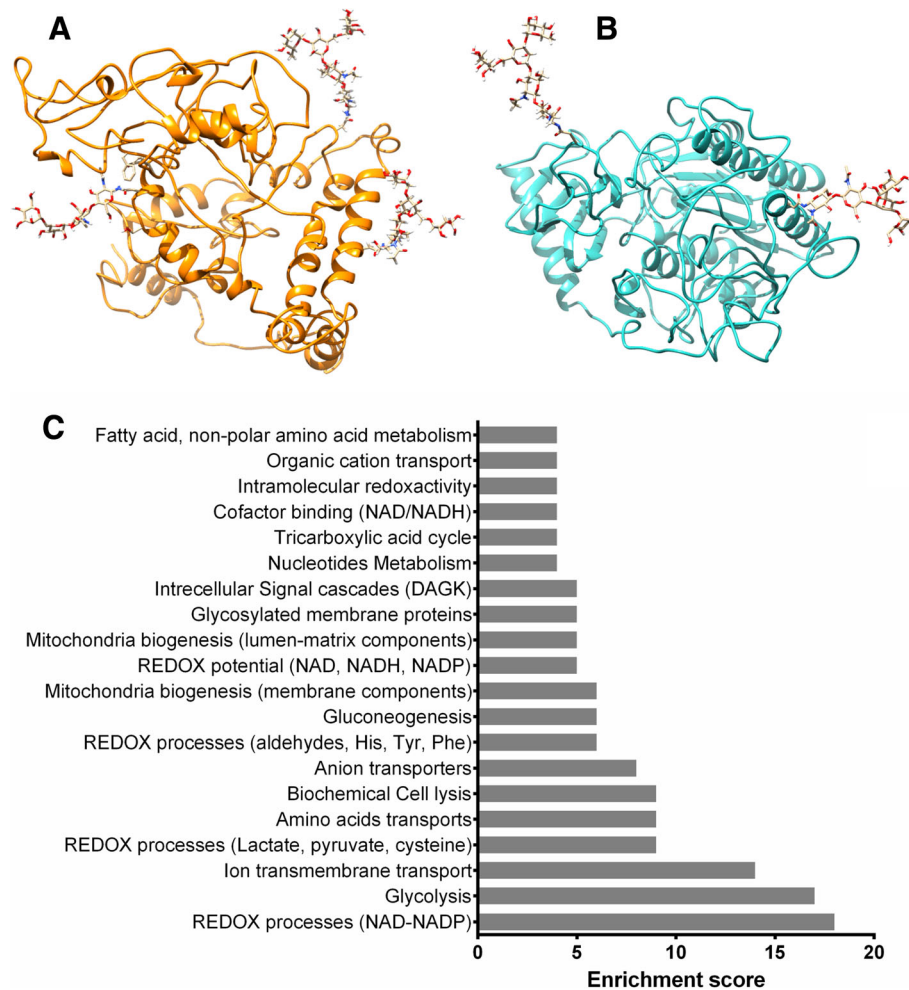 A
B
C
Fatty acid, non-polar amino acid metabolism
Organic cation transport
Intramolecular redoxactivity
Cofactor binding (NAD/NADH)
Tricarboxylic acid cycle
Nucleotides Metabolism
Intrecellular Signal cascades (DAGK)
Glycosylated membrane proteins
Mitochondria biogenesis (lumen-matrix components)
REDOX potential (NAD, NADH, NADP)
Mitochondria biogenesis (membrane components)
Gluconeogenesis
REDOX processes (aldehydes, His, Tyr, Phe)
Anion transporters
Biochemical Cell lysis
Amino acids transports
REDOX processes (Lactate, pyruvate, cysteine)
Ion transmembrane transport
Glycolysis
REDOX processes (NAD-NADP)
0 5 10 15 20
Enrichment score